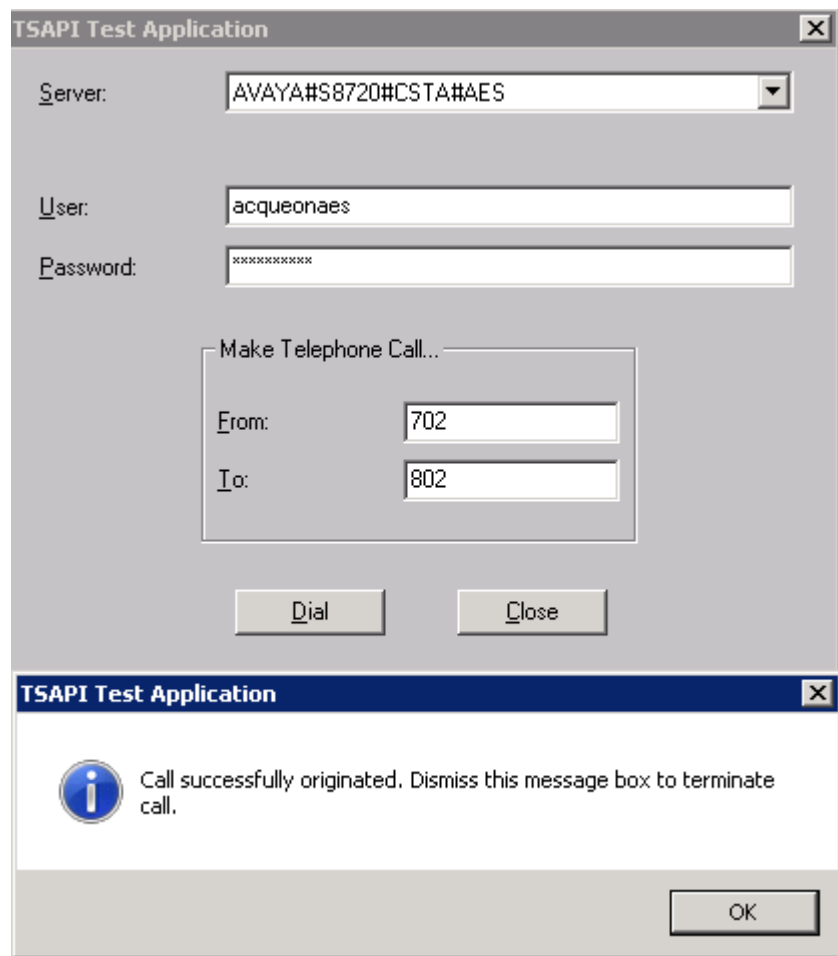 TSAPI Test Application
Server: AVAYA#S8720#CSTA#AES
User: acqueonaes
Password: **********
Make Telephone Call...
From: 702
To: 802
Dial Close
TSAPI Test Application
Call successfully originated. Dismiss this message box to terminate
call.
OK